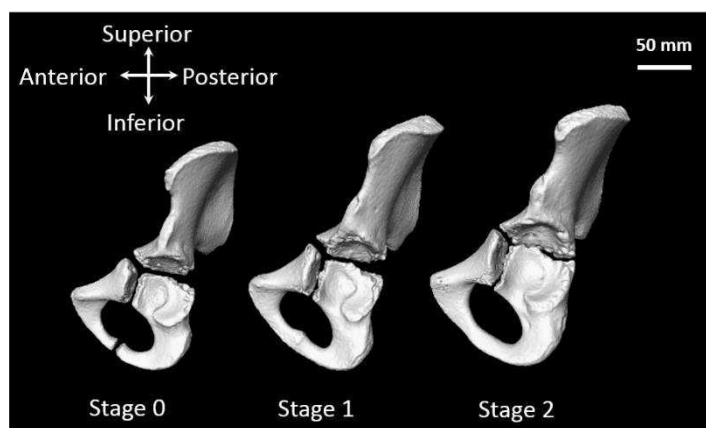 Superior
50 mm
Anterior
Posterior
Inferior
Stage 0
Stage 1
Stage 2